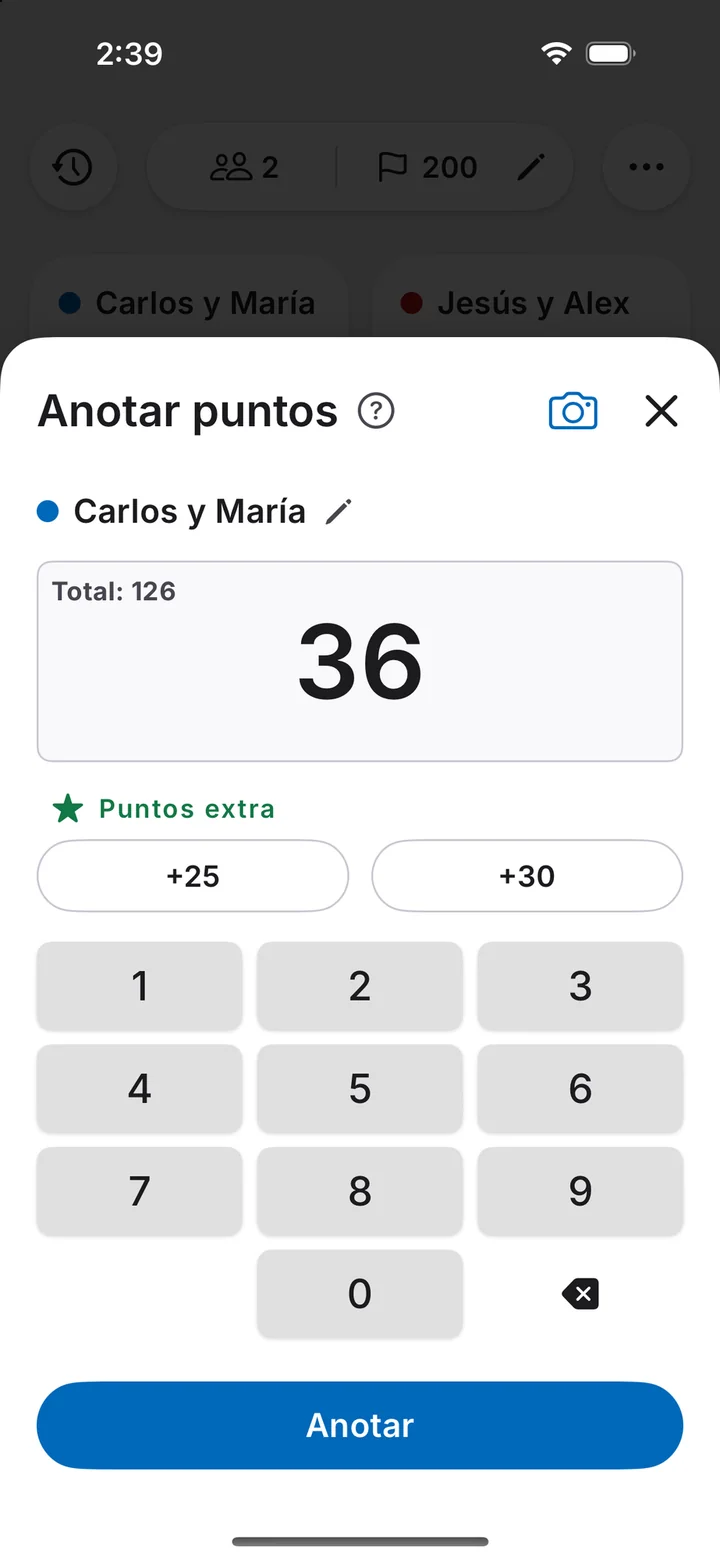 2:39
2 200
Carlos y María Jesús y Alex
Anotar puntos ?
Carlos y María
Total: 126
36
Puntos extra
+25 +30
1 2 3
4 5 6
7 8 9
0
Anotar